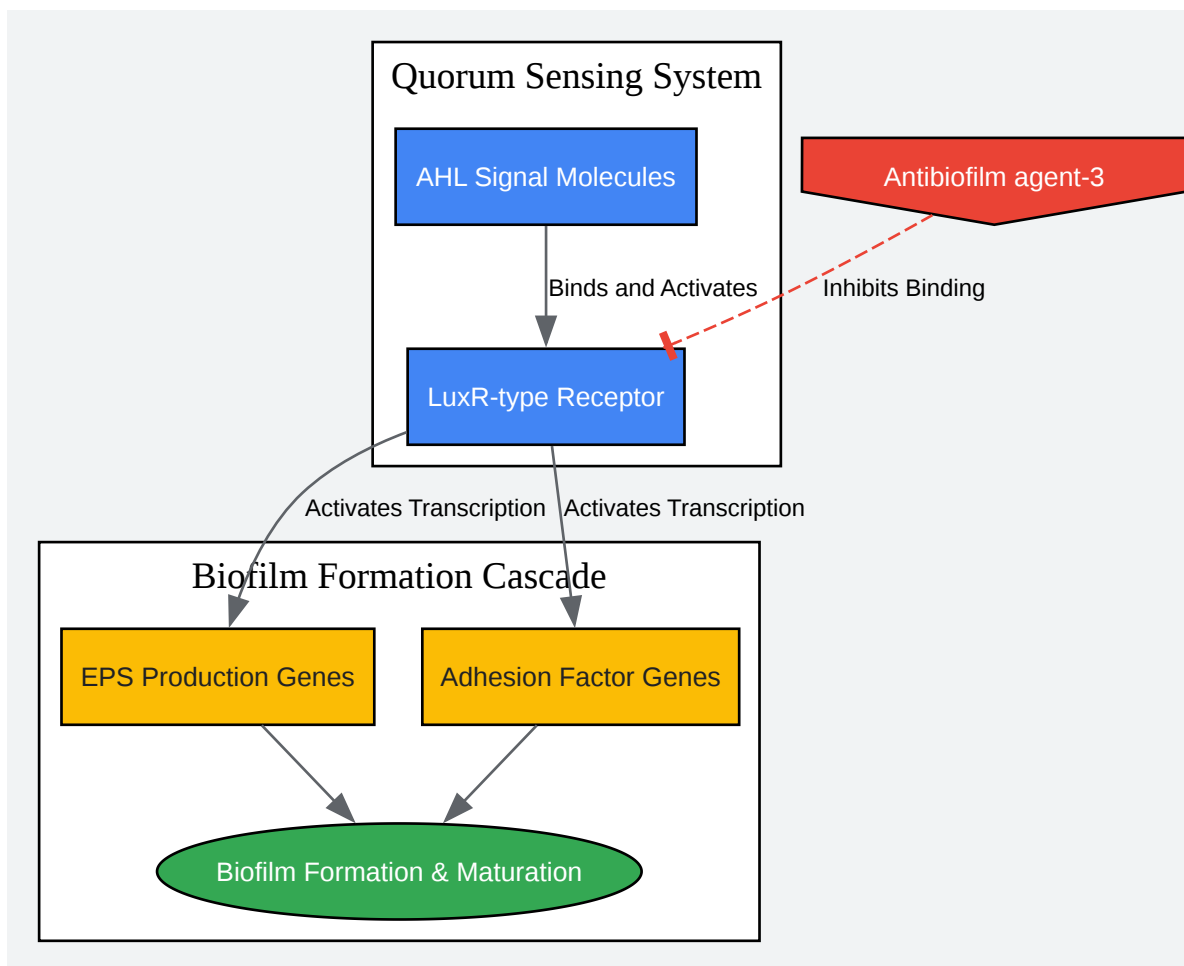 Quorum Sensing System
AHL Signal Molecules
Antibiofilm agent-3
Binds and Activates
Inhibits Binding
LuxR-type Receptor
Activates Transcription
Activates Transcription
Biofilm Formation Cascade
EPS Production Genes
Adhesion Factor Genes
Biofilm Formation & Maturation